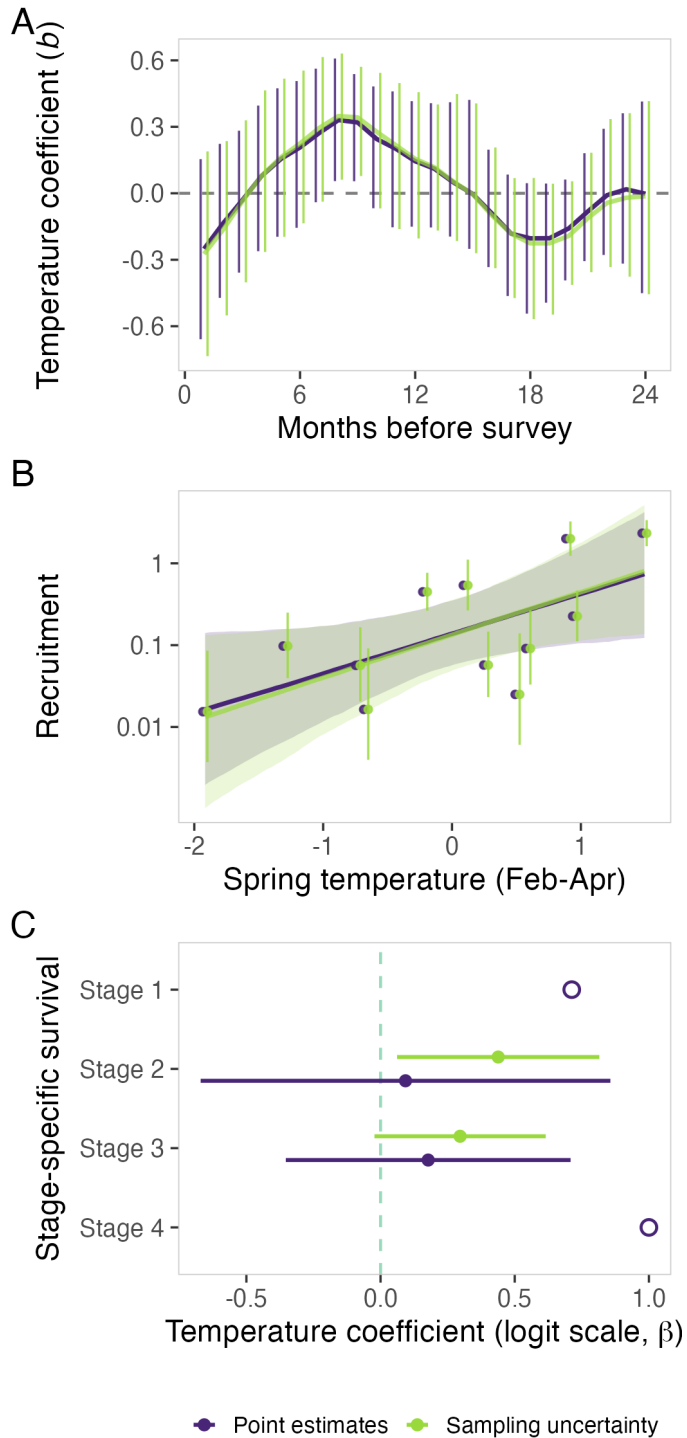 A
Temperature coefficient (b)
0.6
0.3
0.0
-0.3
-0.6
0 6 12 18 24
Months before survey
B
Recruitment
1
0.1
0.01
-2 -1 0 1
Spring temperature (Feb-Apr)
C
Stage-specific survival
Stage 1
Stage 2
Stage 3
Stage 4
-0.5 0.0 0.5 1.0
Temperature coefficient (logit scale, β)
Point estimates Sampling uncertainty